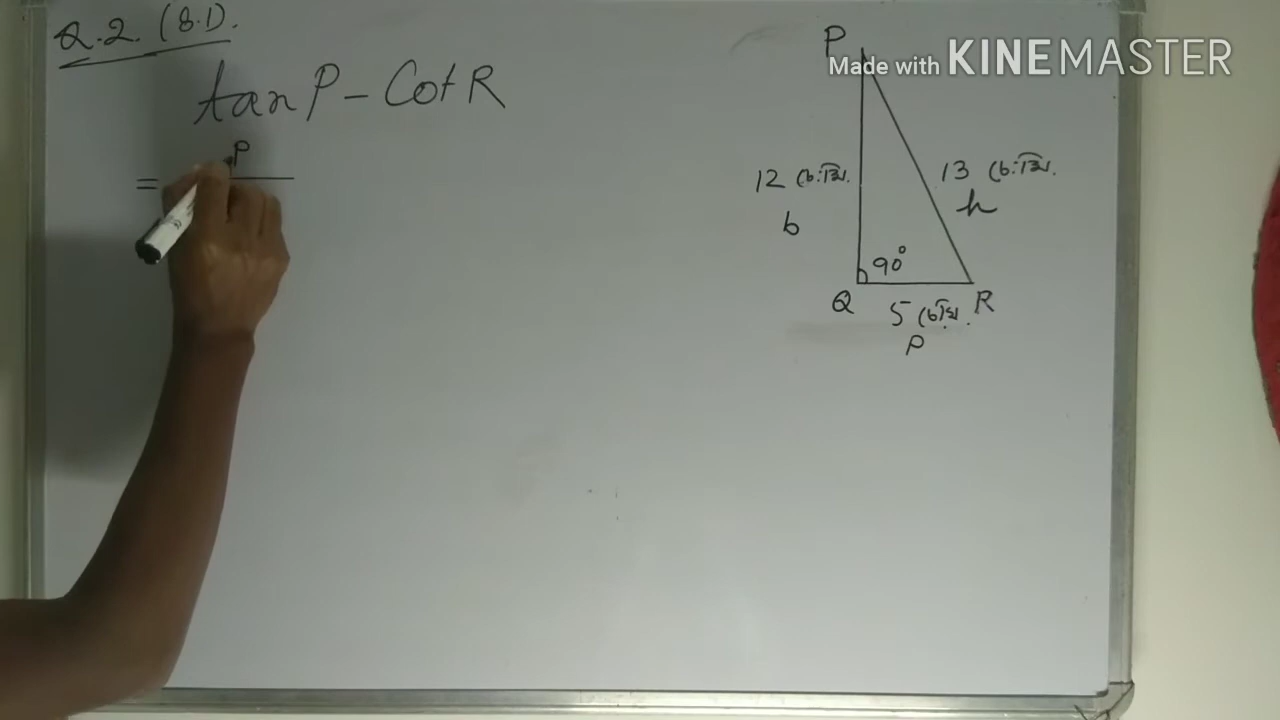 Q.2. (8.1).
tan P - Cot R
= P
P
Made with KINEMASTER
12
13
b
h
90°
Q
5
R
P